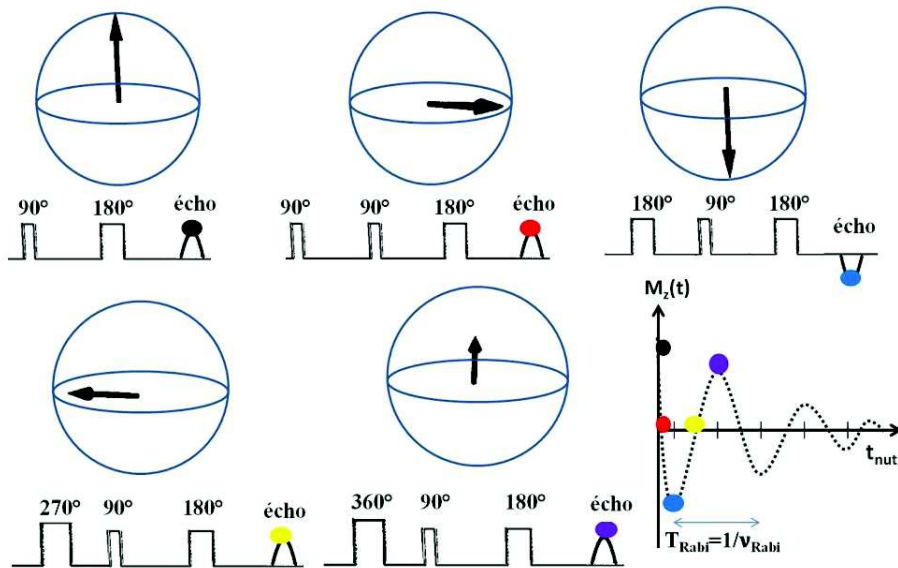 90° 180° écho
90° 90° 180° écho
180° 90° 180° écho
270° 90° 180° écho
360° 90° 180° écho
Mz(t)
tnut
TRabi=1/νRabi